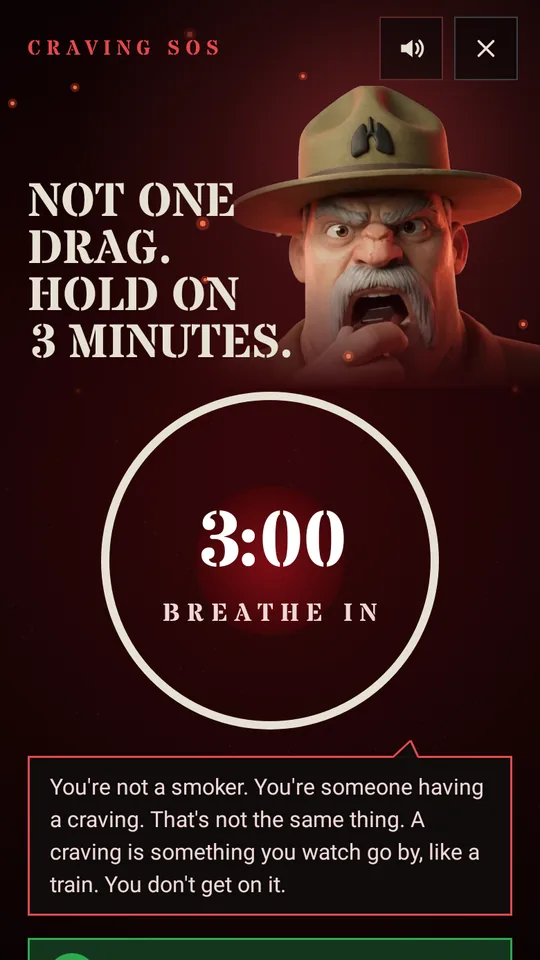 CRAVING SOS
NOT ONE
DRAG.
HOLD ON
3 MINUTES.
3:00
BREATHE IN
You're not a smoker. You're someone having
a craving. That's not the same thing. A
craving is something you watch go by, like a
train. You don't get on it.